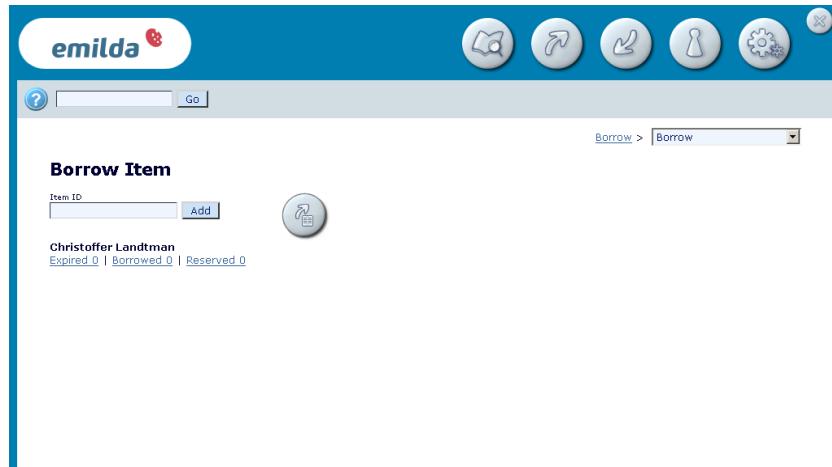 emilda
Go
Borrow > Borrow
Borrow Item
Item ID
Add
Christoffer Landtman
Expired 0 | Borrowed 0 | Reserved 0